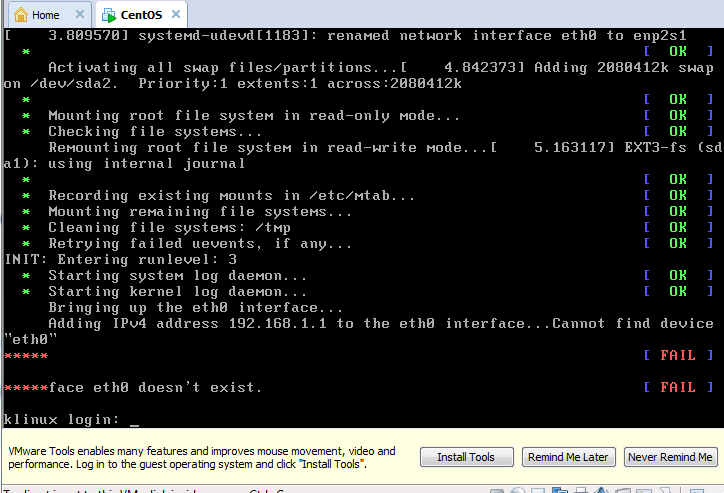 Home × CentOS ×
[    3.809570] systemd-udevd[1183]: renamed network interface eth0 to enp2s1
* [ OK ]
Activating all swap files/partitions...[    4.842373] Adding 2080412k swap
on /dev/sda2.  Priority:1 extents:1 across:2080412k
* [ OK ]
* Mounting root file system in read-only mode... [ OK ]
* Checking file systems... [ OK ]
Remounting root file system in read-write mode...[    5.163117] EXT3-fs (sd
a1): using internal journal
* [ OK ]
* Recording existing mounts in /etc/mtab... [ OK ]
* Mounting remaining file systems... [ OK ]
* Cleaning file systems: /tmp [ OK ]
* Retrying failed uevents, if any... [ OK ]
INIT: Entering runlevel: 3
* Starting system log daemon... [ OK ]
* Starting kernel log daemon... [ OK ]
Bringing up the eth0 interface...
Adding IPv4 address 192.168.1.1 to the eth0 interface...Cannot find device
"eth0"
***** [ FAIL ]
*****face eth0 doesn't exist. [ FAIL ]
klinux login: _
VMware Tools enables many features and improves mouse movement, video and
performance. Log in to the guest operating system and click "Install Tools".
Install Tools Remind Me Later Never Remind Me